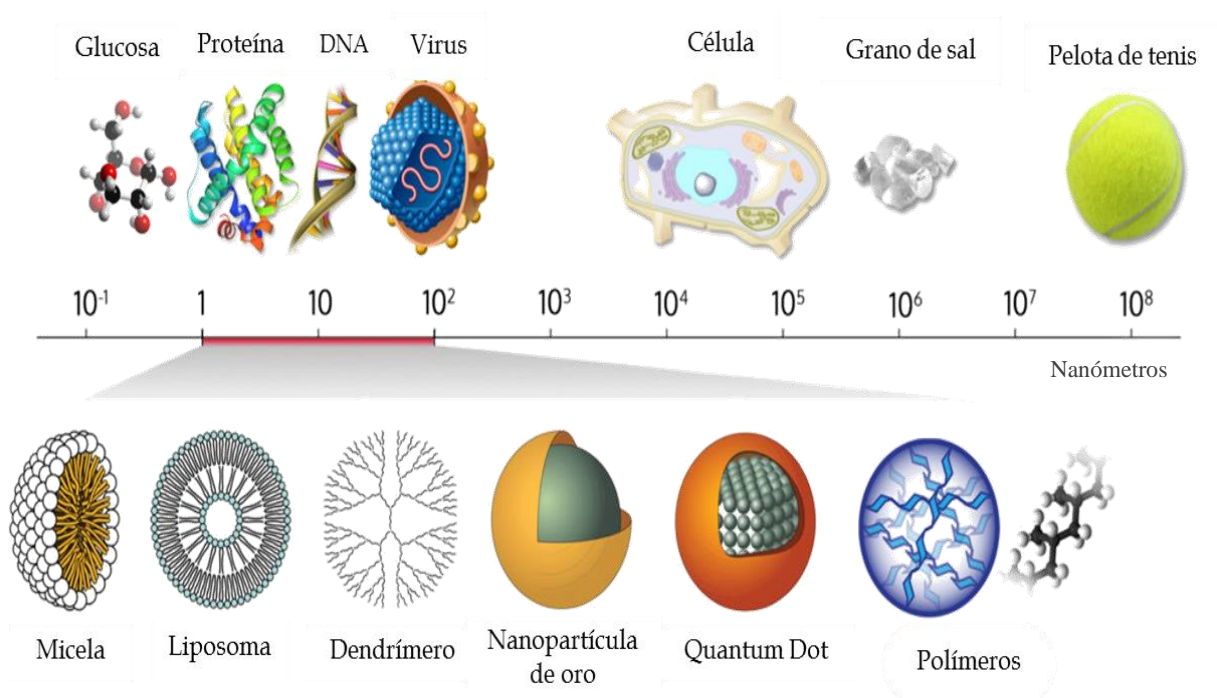 Glucosa
Proteína
DNA
Virus
Célula
Grano de sal
Pelota de tenis
10⁻¹
1
10
10²
10³
10⁴
10⁵
10⁶
10⁷
10⁸
Nanómetros
Micela
Liposoma
Dendrímero
Nanopartícula
de oro
Quantum Dot
Polímeros